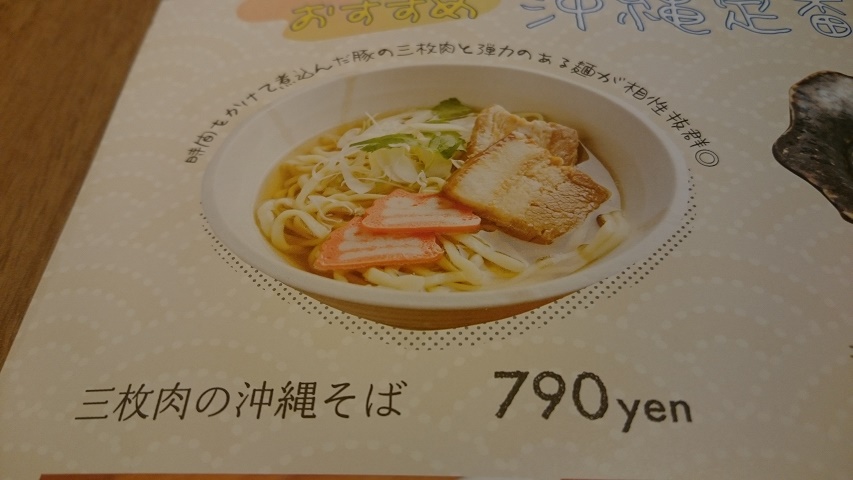 おすすめ
沖縄定番
時間をかけて煮込んだ豚の三枚肉と弾力のある麺が相性抜群◎
三枚肉の沖縄そば 790yen